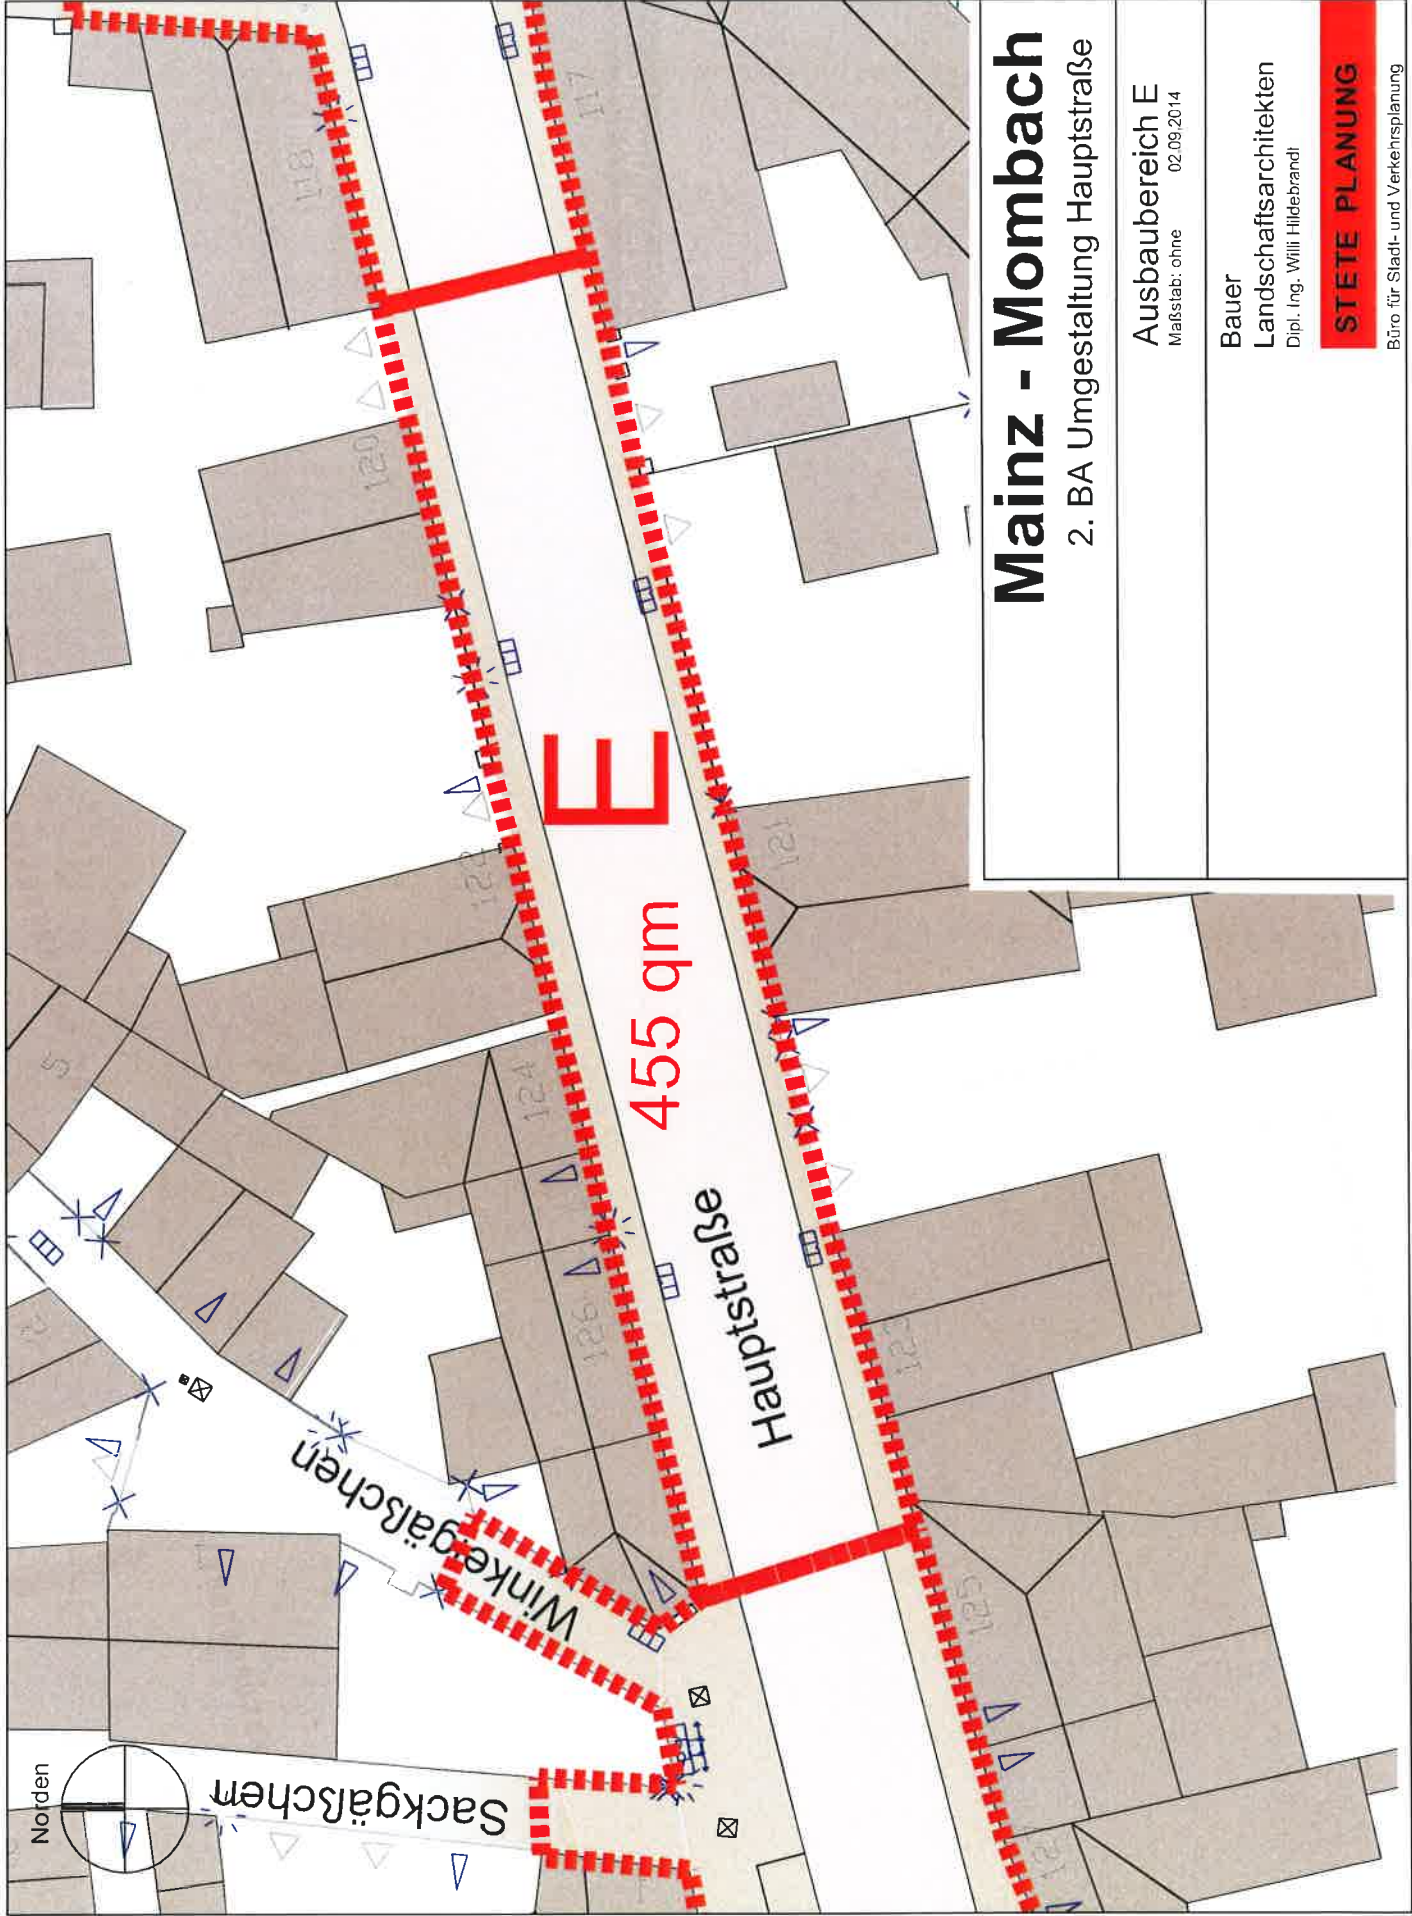 Mainz - Mombach
2. BA Umgestaltung Hauptstraße
Ausbaubereich E
Maßstab: ohne 02.09.2014
Bauer
Landschaftsarchitekten
Dipl. Ing. Willi Hildebrandt
STETE PLANUNG
Büro für Stadt- und Verkehrsplanung
Norden
Sackgäßchen
Winkelgäßchen
Hauptstraße
455 qm
E
118
120
122
124
126
117
121
123
125
5
2